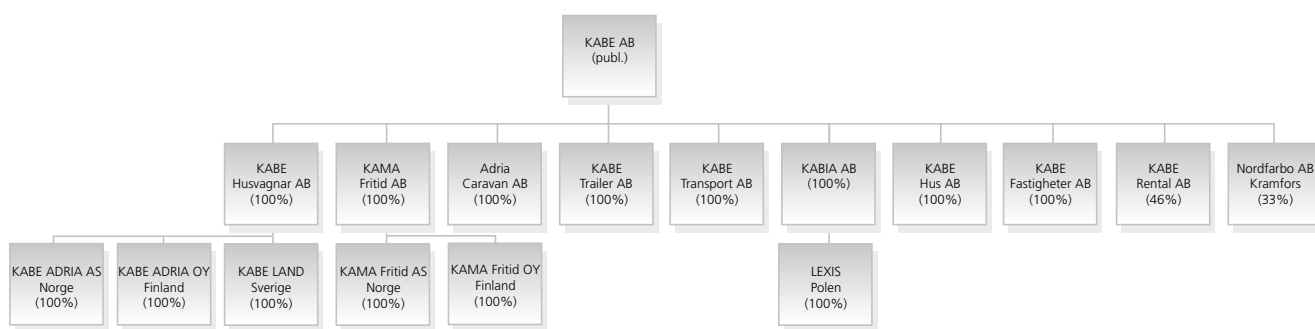 KABE AB
(publ.)
KABE
Husvagnar AB
(100%)
KAMA
Fritid AB
(100%)
Adria
Caravan AB
(100%)
KABE
Trailer AB
(100%)
KABE
Transport AB
(100%)
KABIA AB
(100%)
KABE
Hus AB
(100%)
KABE
Fastigheter AB
(100%)
KABE
Rental AB
(46%)
Nordfarbo AB
Kramfors
(33%)
KABE ADRIA AS
Norge
(100%)
KABE ADRIA OY
Finland
(100%)
KABE LAND
Sverige
(100%)
KAMA Fritid AS
Norge
(100%)
KAMA Fritid OY
Finland
(100%)
LEXIS
Polen
(100%)